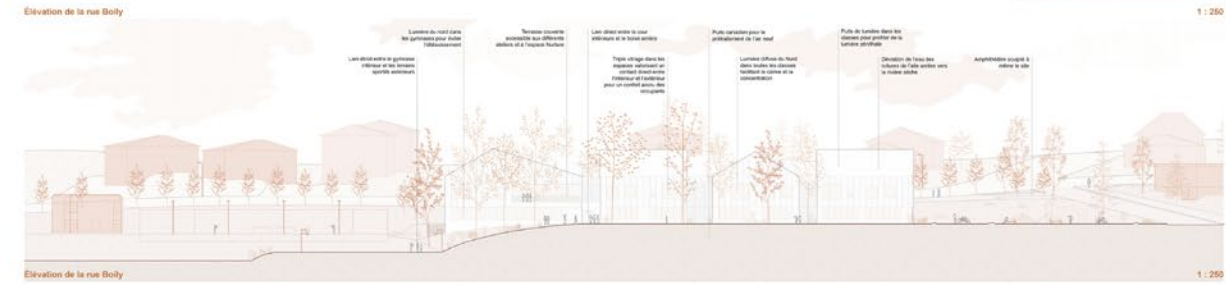 Élévation de la rue Boily
1 : 250
Lumière du nord dans
les gymnases pour éviter
l'éblouissement
Lien étroit entre le gymnase
intérieur et les terrains
sportifs extérieurs
Terrasse couverte
accessible aux différents
ateliers et à l'espace
Lien direct entre la cour
intérieure et le boisé arrière
Triple vitrage dans les
espaces valorisant un
contact direct entre
l'intérieur et l'extérieur
pour un confort accru des
occupants
Puits canadien pour le
prétraitement de l'air neuf
Lumière diffuse du Nord
dans toutes les classes
facilitant le calme et la
concentration
Puits de lumière dans les
classes pour profiter de la
lumière zénithale
Déviation de l'eau des
toitures de l'aile vers
la rivière sèche
Amphithéâtre sculpté à
même le site
Élévation de la rue Boily
1 : 250